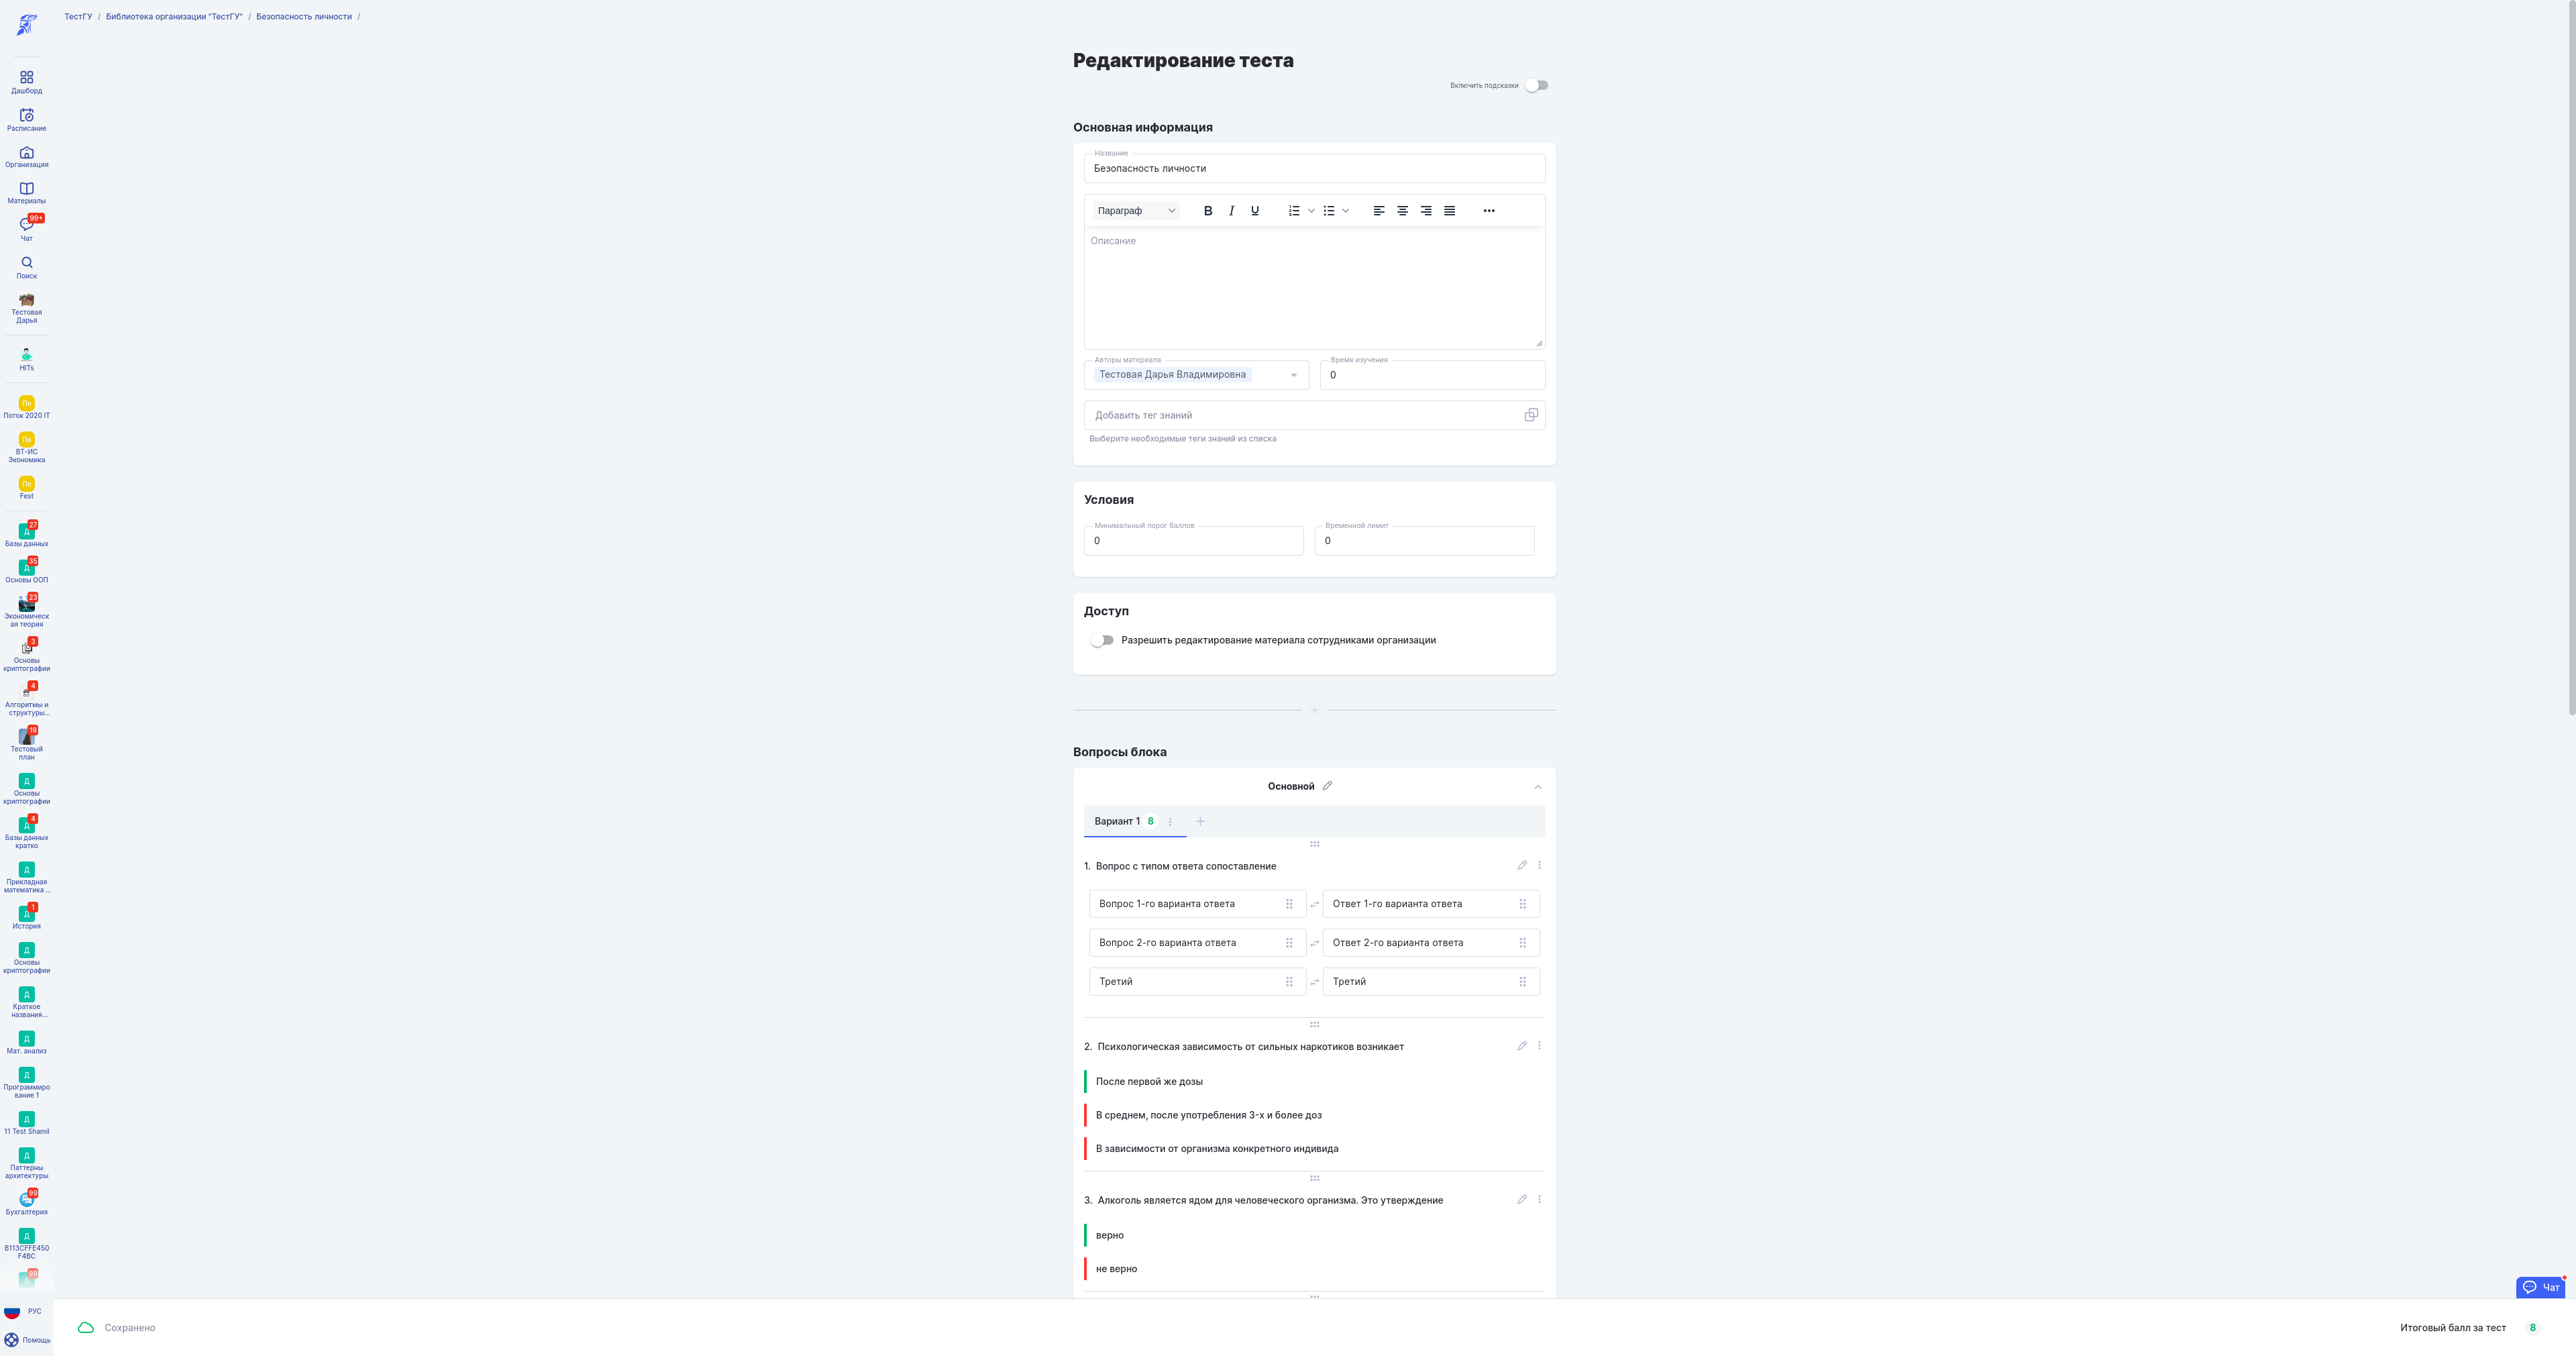 ТестГУ / Библиотека организации "ТестГУ" / Безопасность личности /
Дашборд
Расписание
Организация
Материалы
99+
Чат
Поиск
Тестовая
Дарья
HITs
По
Поток 2020 IT
По
ВТ-ИС
Экономика
По
Fest
27
Д
Базы данных
35
Д
Основы ООП
23
Экономическ
ая теория
3
Основы
криптографии
4
Алгоритмы и
структуры...
19
Тестовый
план
Д
Основы
криптографии
4
Д
Базы данных
кратко
Д
Прикладная
математика ...
1
Д
История
Д
Основы
криптографии
Д
Краткое
названия...
Д
Мат. анализ
Д
Программиро
вание 1
Д
11 Test Shamil
Д
Паттерны
архитектуры
99
Бухгалтерия
Д
B113CFFE450
F4BC
99
Д
РУС
Помощь
Редактирование теста
Включить подсказки
Основная информация
Название
Безопасность личности
Параграф B I U
Описание
Авторы материала
Тестовая Дарья Владимировна
Время изучения
0
Добавить тег знаний
Выберите необходимые теги знаний из списка
Условия
Минимальный порог баллов
0
Временной лимит
0
Доступ
Разрешить редактирование материала сотрудниками организации
Вопросы блока
Основной
Вариант 1 8
1. Вопрос с типом ответа сопоставление
Вопрос 1-го варианта ответа
Ответ 1-го варианта ответа
Вопрос 2-го варианта ответа
Ответ 2-го варианта ответа
Третий
Третий
2. Психологическая зависимость от сильных наркотиков возникает
После первой же дозы
В среднем, после употребления 3-х и более доз
В зависимости от организма конкретного индивида
3. Алкоголь является ядом для человеческого организма. Это утверждение
верно
не верно
Чат
Сохранено
Итоговый балл за тест 8